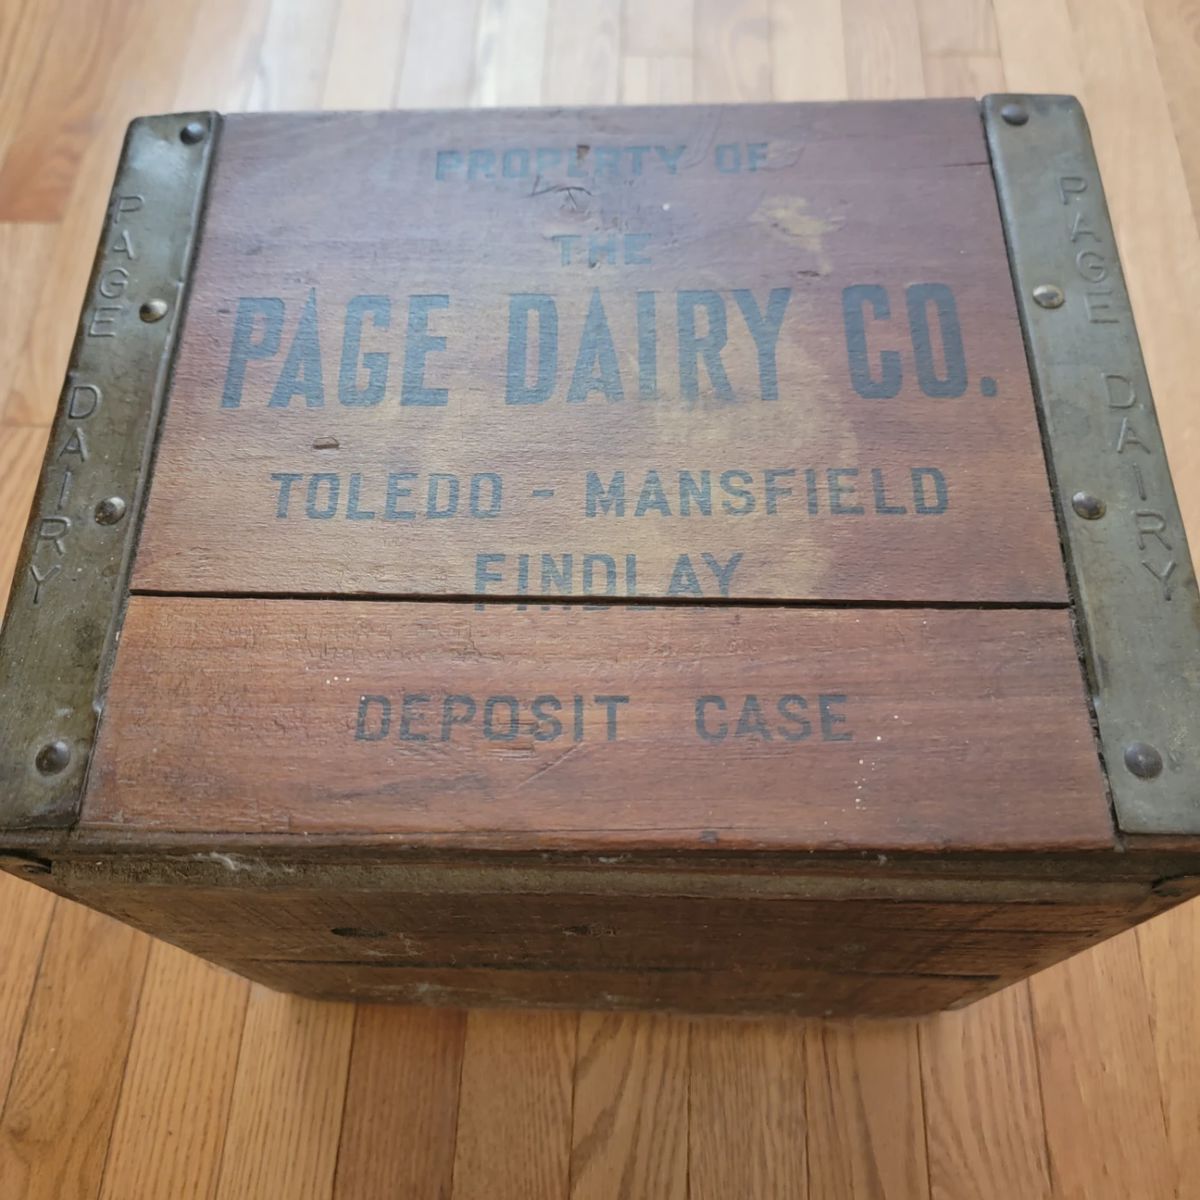 PROPERTY OF
THE
PAGE DAIRY CO.
TOLEDO - MANSFIELD
FINDLAY
DEPOSIT CASE
PAGE DAIRY
PAGE DAIRY